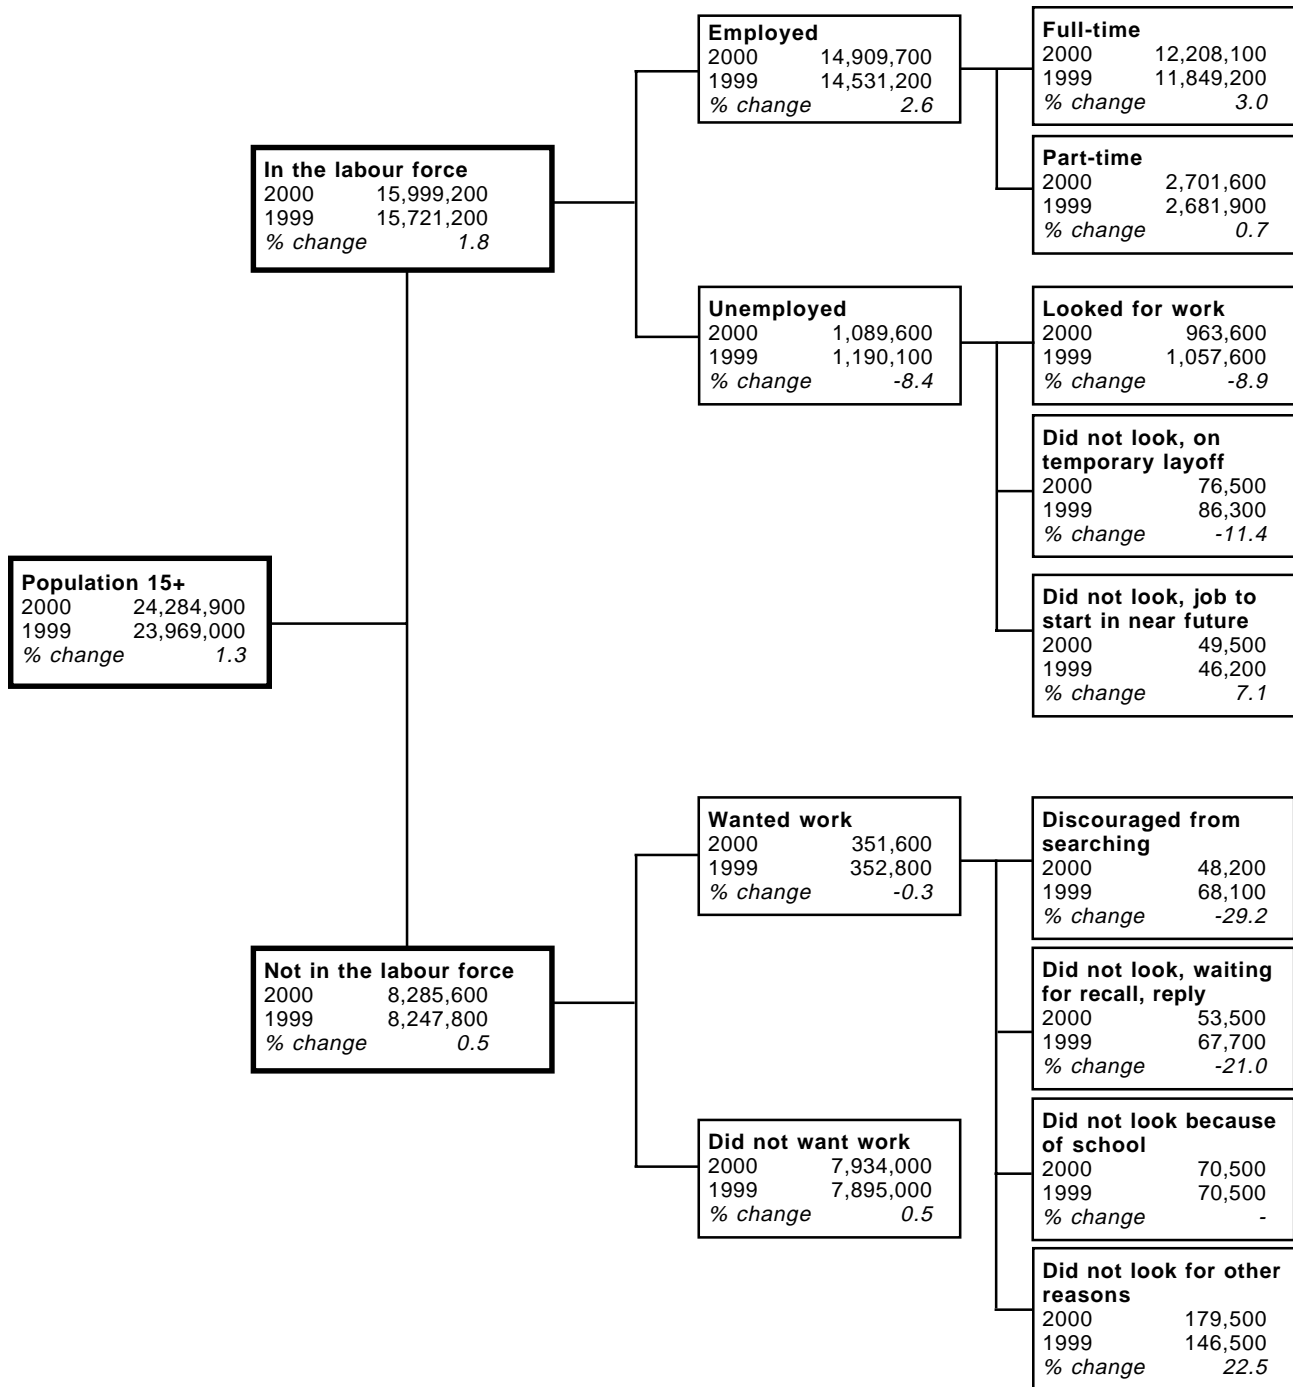 Population 15+
2000 24,284,900
1999 23,969,000
% change 1.3
In the labour force
2000 15,999,200
1999 15,721,200
% change 1.8
Employed
2000 14,909,700
1999 14,531,200
% change 2.6
Full-time
2000 12,208,100
1999 11,849,200
% change 3.0
Part-time
2000 2,701,600
1999 2,681,900
% change 0.7
Unemployed
2000 1,089,600
1999 1,190,100
% change -8.4
Looked for work
2000 963,600
1999 1,057,600
% change -8.9
Did not look, on
temporary layoff
2000 76,500
1999 86,300
% change -11.4
Did not look, job to
start in near future
2000 49,500
1999 46,200
% change 7.1
Not in the labour force
2000 8,285,600
1999 8,247,800
% change 0.5
Wanted work
2000 351,600
1999 352,800
% change -0.3
Discouraged from
searching
2000 48,200
1999 68,100
% change -29.2
Did not look, waiting
for recall, reply
2000 53,500
1999 67,700
% change -21.0
Did not look because
of school
2000 70,500
1999 70,500
% change -
Did not look for other
reasons
2000 179,500
1999 146,500
% change 22.5
Did not want work
2000 7,934,000
1999 7,895,000
% change 0.5